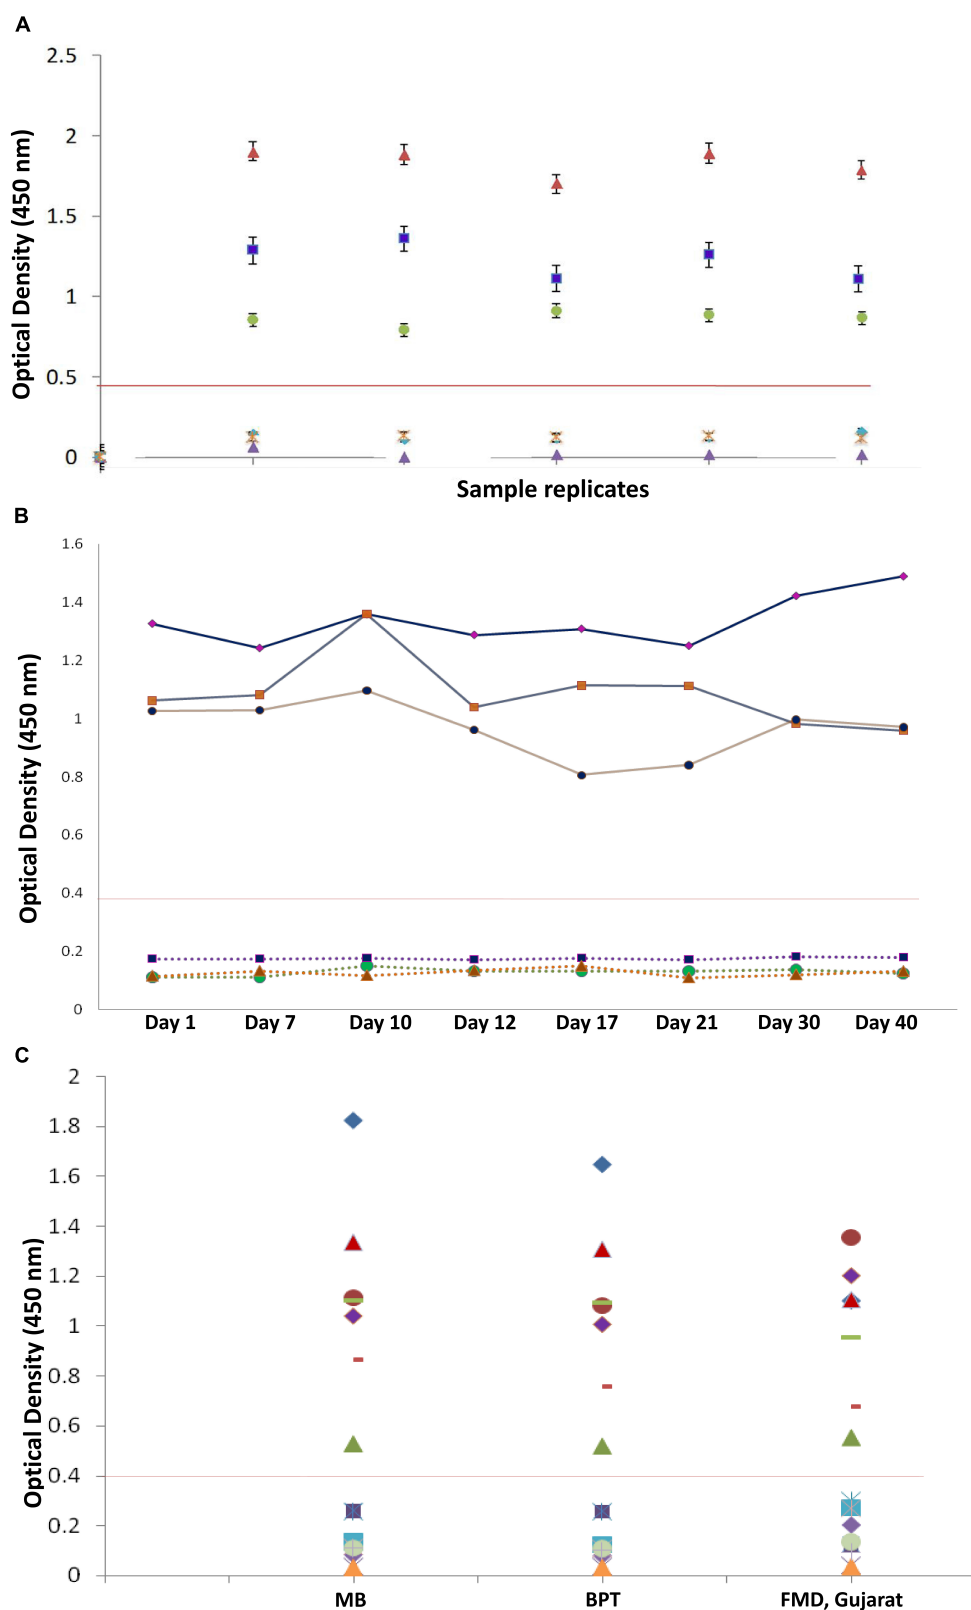 A
Optical Density (450 nm)
2.5
2
1.5
1
0.5
0
Sample replicates
B
Optical Density (450 nm)
1.6
1.4
1.2
1
0.8
0.6
0.4
0.2
0
Day 1 Day 7 Day 10 Day 12 Day 17 Day 21 Day 30 Day 40
C
Optical Density (450 nm)
2
1.8
1.6
1.4
1.2
1
0.8
0.6
0.4
0.2
0
MB BPT FMD, Gujarat